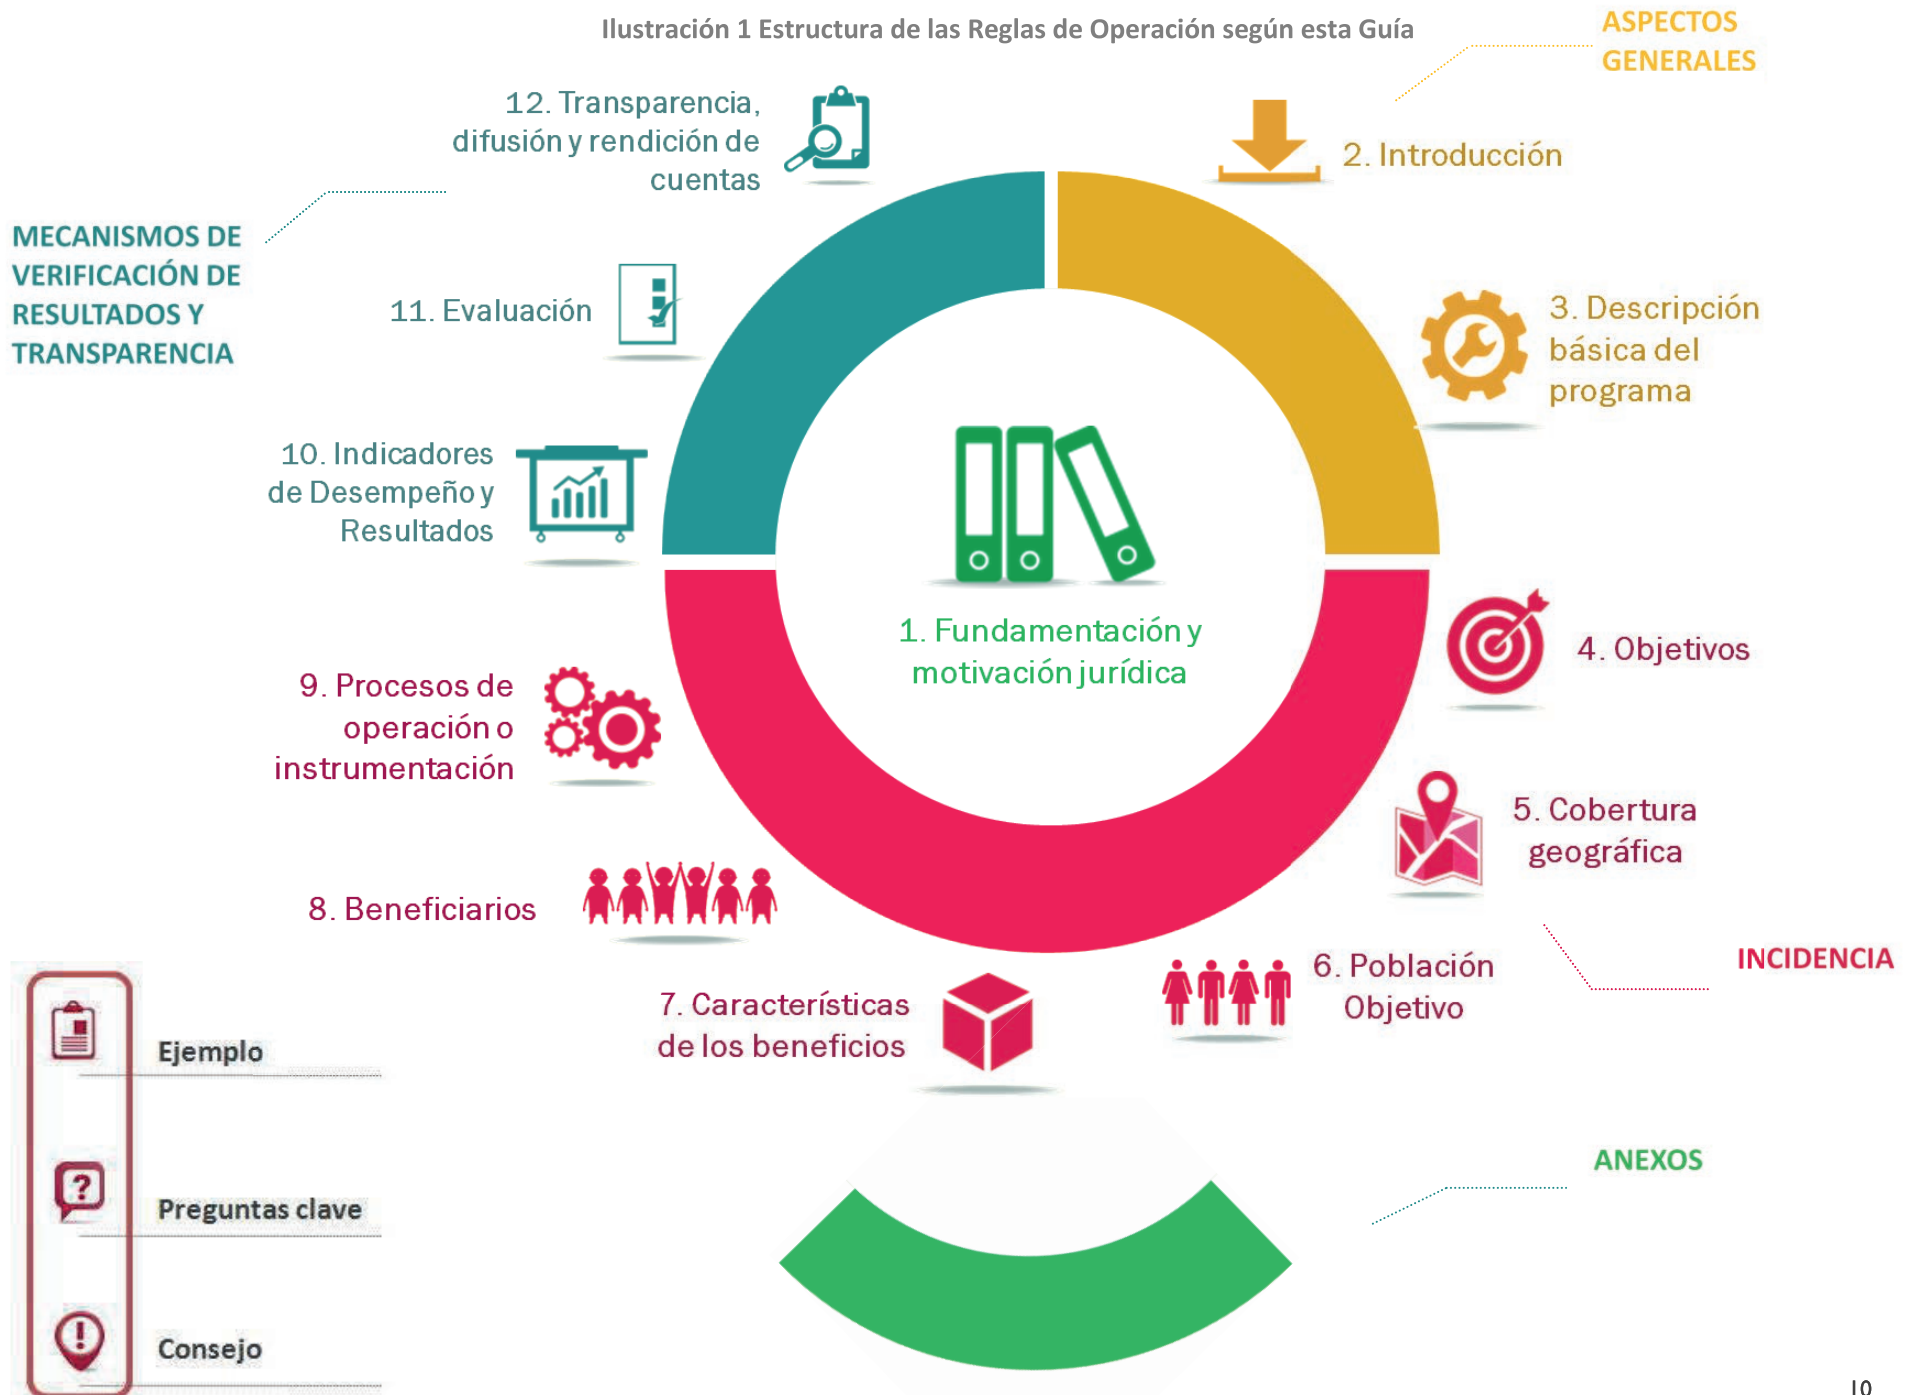 Ilustración 1 Estructura de las Reglas de Operación según esta Guía
ASPECTOS
GENERALES
12. Transparencia,
difusión y rendición de
cuentas
2. Introducción
MECANISMOS DE
VERIFICACIÓN DE
RESULTADOS Y
TRANSPARENCIA
11. Evaluación
3. Descripción
básica del
programa
10. Indicadores
de Desempeño y
Resultados
1. Fundamentación y
motivación jurídica
4. Objetivos
9. Procesos de
operación o
instrumentación
5. Cobertura
geográfica
8. Beneficiarios
INCIDENCIA
6. Población
Objetivo
7. Características
de los beneficios
Ejemplo
ANEXOS
Preguntas clave
Consejo
10